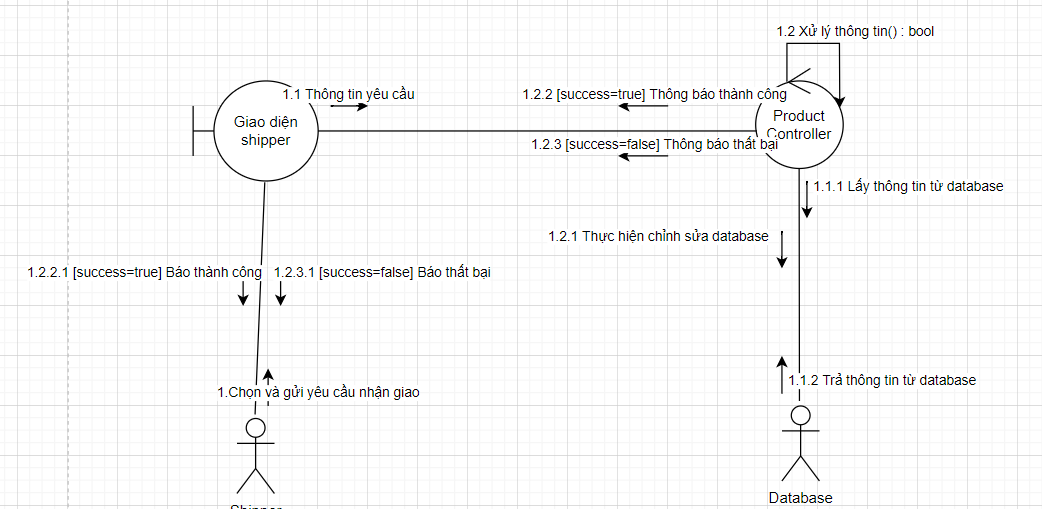 1.2 Xử lý thông tin() : bool
1.1 Thông tin yêu cầu
1.2.2 [success=true] Thông báo thành công
Giao diện
shipper
Product
Controller
1.2.3 [success=false] Thông báo thất bại
1.1.1 Lấy thông tin từ database
1.2.1 Thực hiện chỉnh sửa database
1.2.2.1 [success=true] Báo thành công
1.2.3.1 [success=false] Báo thất bại
1.1.2 Trả thông tin từ database
1.Chọn và gửi yêu cầu nhận giao
Database
Shipper